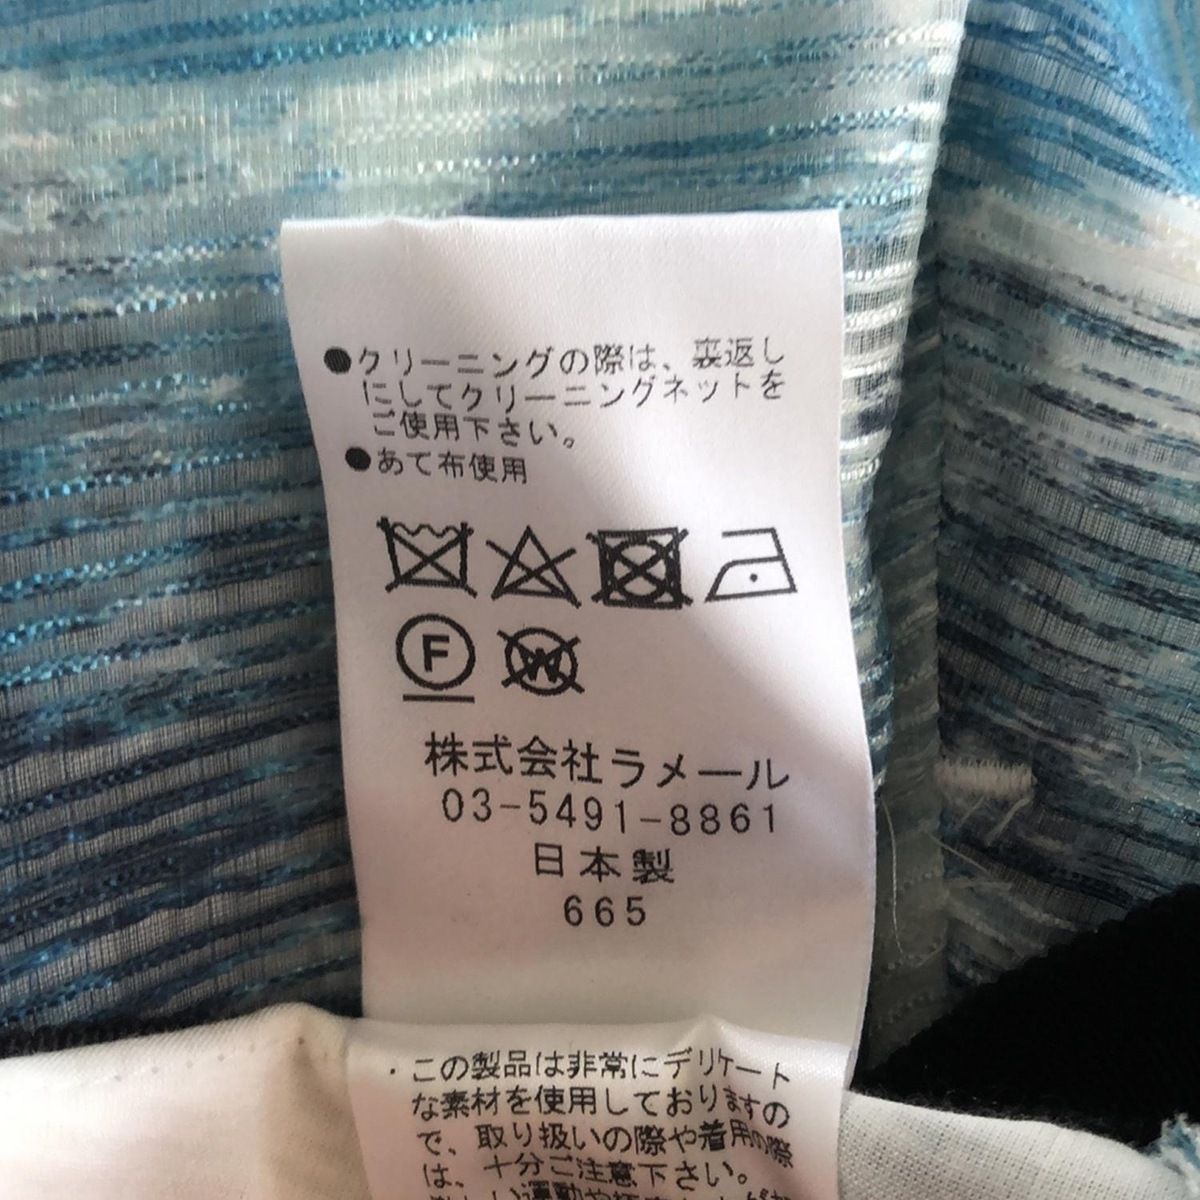 ●クリーニングの際は、裏返し
にしてクリーニングネットを
ご使用下さい。
●あて布使用
F
W
株式会社ラメール
03-5491-8861
日本製
665
・この製品は非常にデリケート
な素材を使用しておりますの
で、取り扱いの際や着用の際
は、十分ご注意下さい。